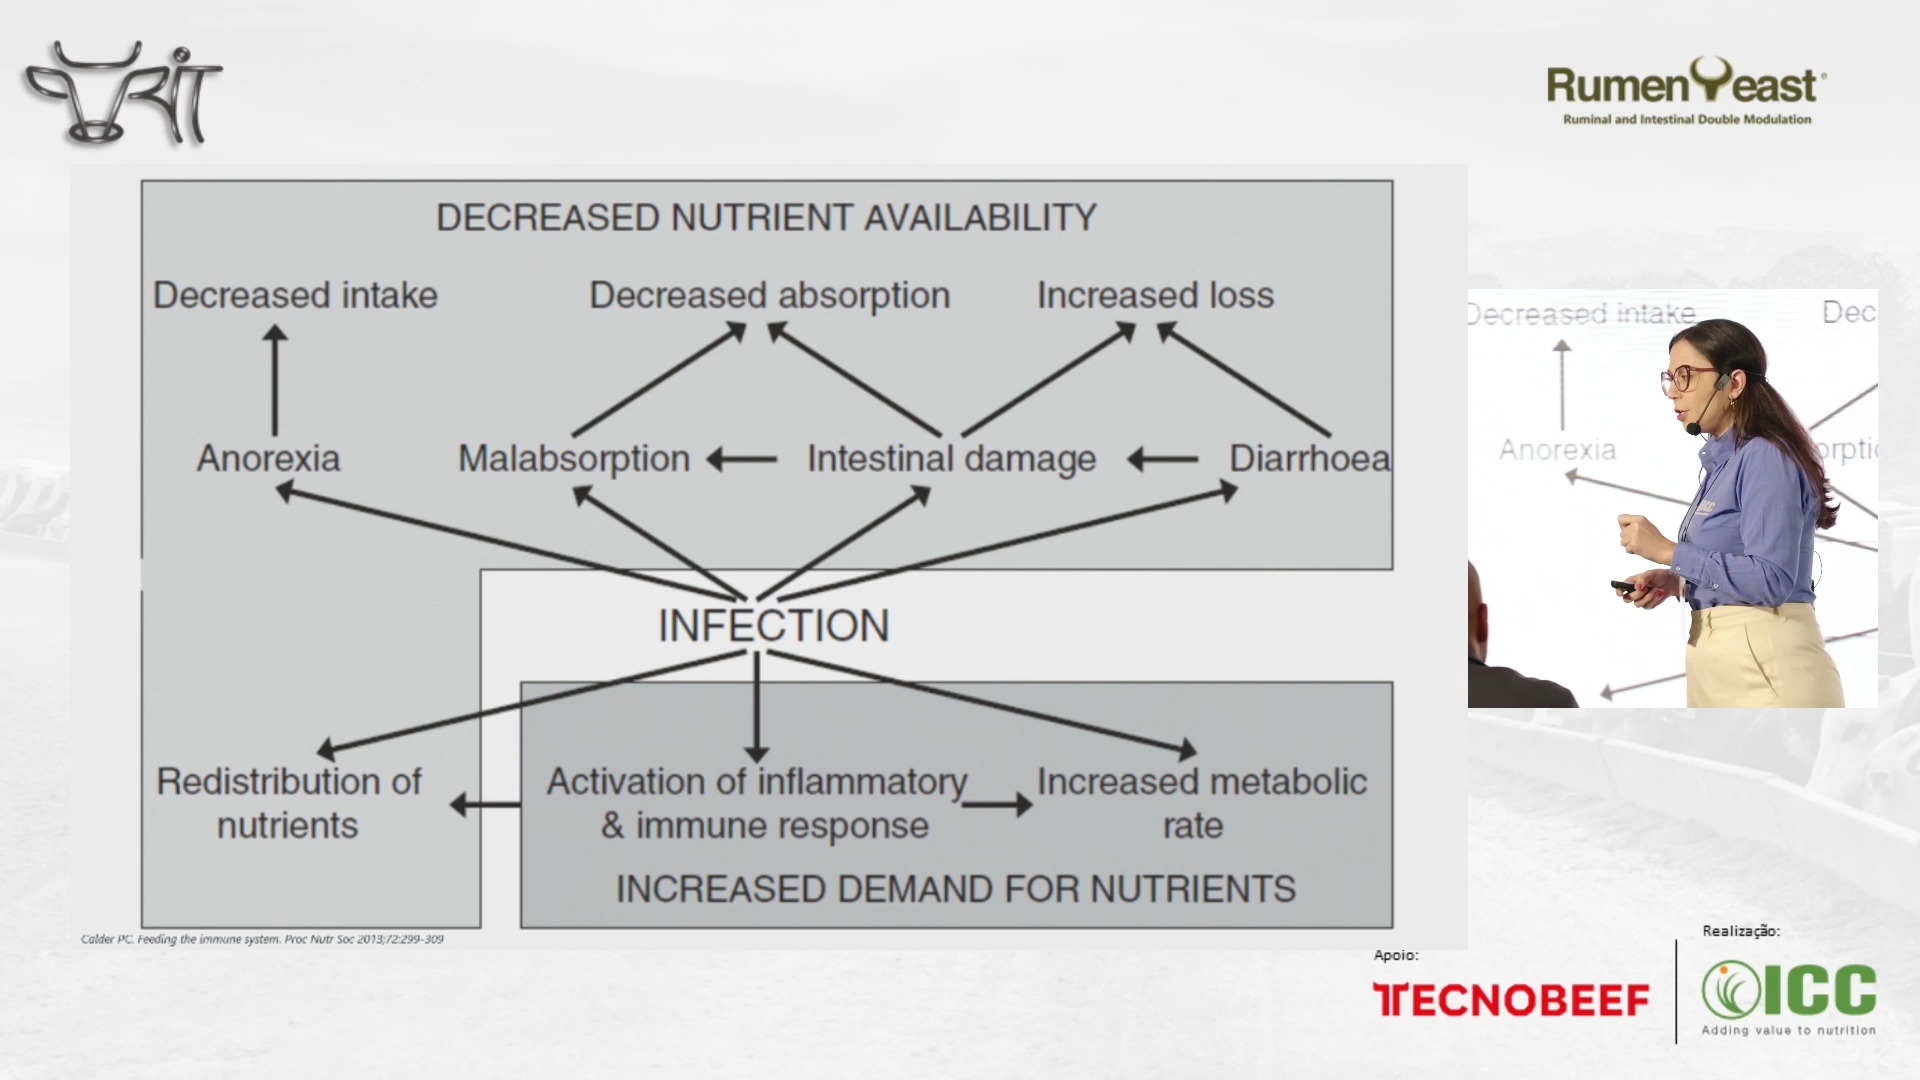 RiT
RumenYeast®
Ruminal and Intestinal Double Modulation
DECREASED NUTRIENT AVAILABILITY
Decreased intake
Decreased absorption
Increased loss
Anorexia
Malabsorption
Intestinal damage
Diarrhoea
INFECTION
Redistribution of
nutrients
Activation of inflammatory
& immune response
Increased metabolic
rate
INCREASED DEMAND FOR NUTRIENTS
Calder PC. Feeding the immune system. Proc Nutr Soc 2013;72:299-309
Decreased intake
Dec
Anorexia
orptio
Apoio:
TECNOBEEF
Realização:
ICC
Adding value to nutrition